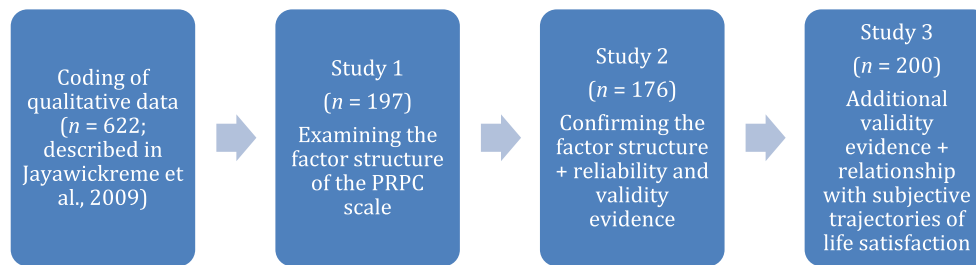 Coding of
qualitative data
(n = 622;
described in
Jayawickreme et
al., 2009)
Study 1
(n = 197)
Examining the
factor structure
of the PRPC
scale
Study 2
(n = 176)
Confirming the
factor structure
+ reliability and
validity
evidence
Study 3
(n = 200)
Additional
validity
evidence +
relationship
with subjective
trajectories of
life satisfaction